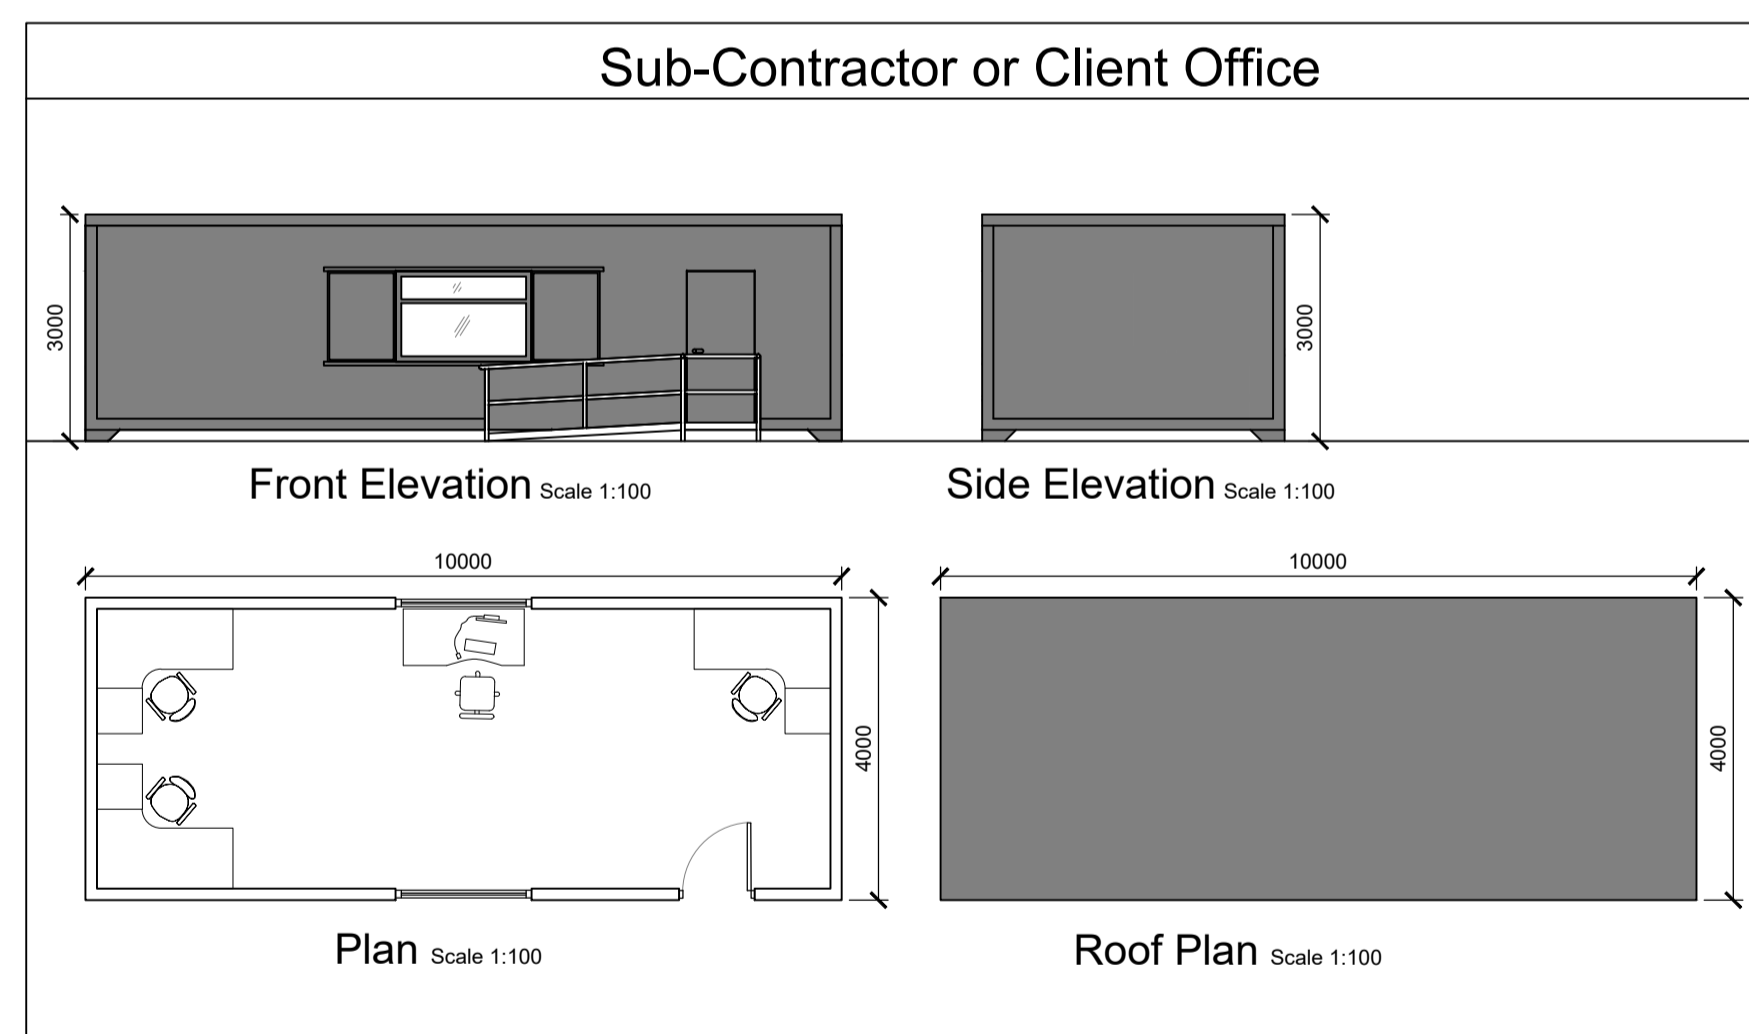 Sub-Contractor or Client Office
3000
3000
Front Elevation Scale 1:100
Side Elevation Scale 1:100
10000
10000
4000
4000
Plan Scale 1:100
Roof Plan Scale 1:100